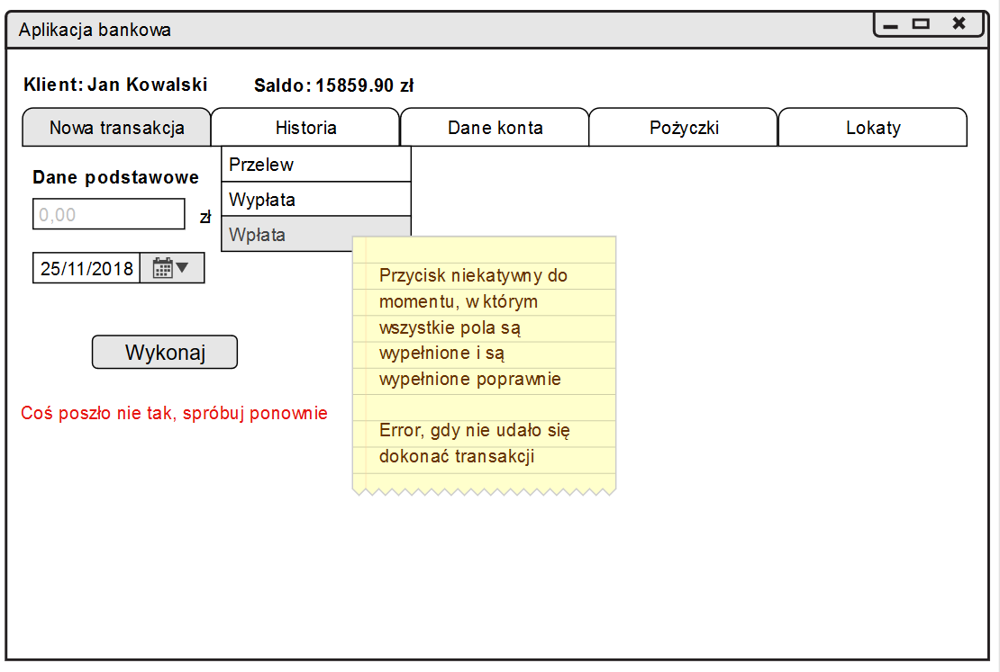 Aplikacja bankowa
Klient: Jan Kowalski Saldo: 15859.90 zł
Nowa transakcja Historia Dane konta Pożyczki Lokaty
Dane podstawowe
0,00 zł
25/11/2018
Przelew
Wypłata
Wpłata
Wykonaj
Coś poszło nie tak, spróbuj ponownie
Przycisk niekatywny do
momentu, w którym
wszystkie pola są
wypełnione i są
wypełnione poprawnie
Error, gdy nie udało się
dokonać transakcji